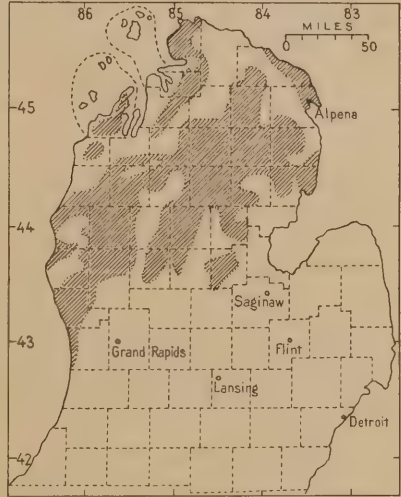 86 85 84 83
MILES
0 50
45
Alpena
44
Saginaw
43
Grand Rapids
Flint
Lansing
Detroit
42